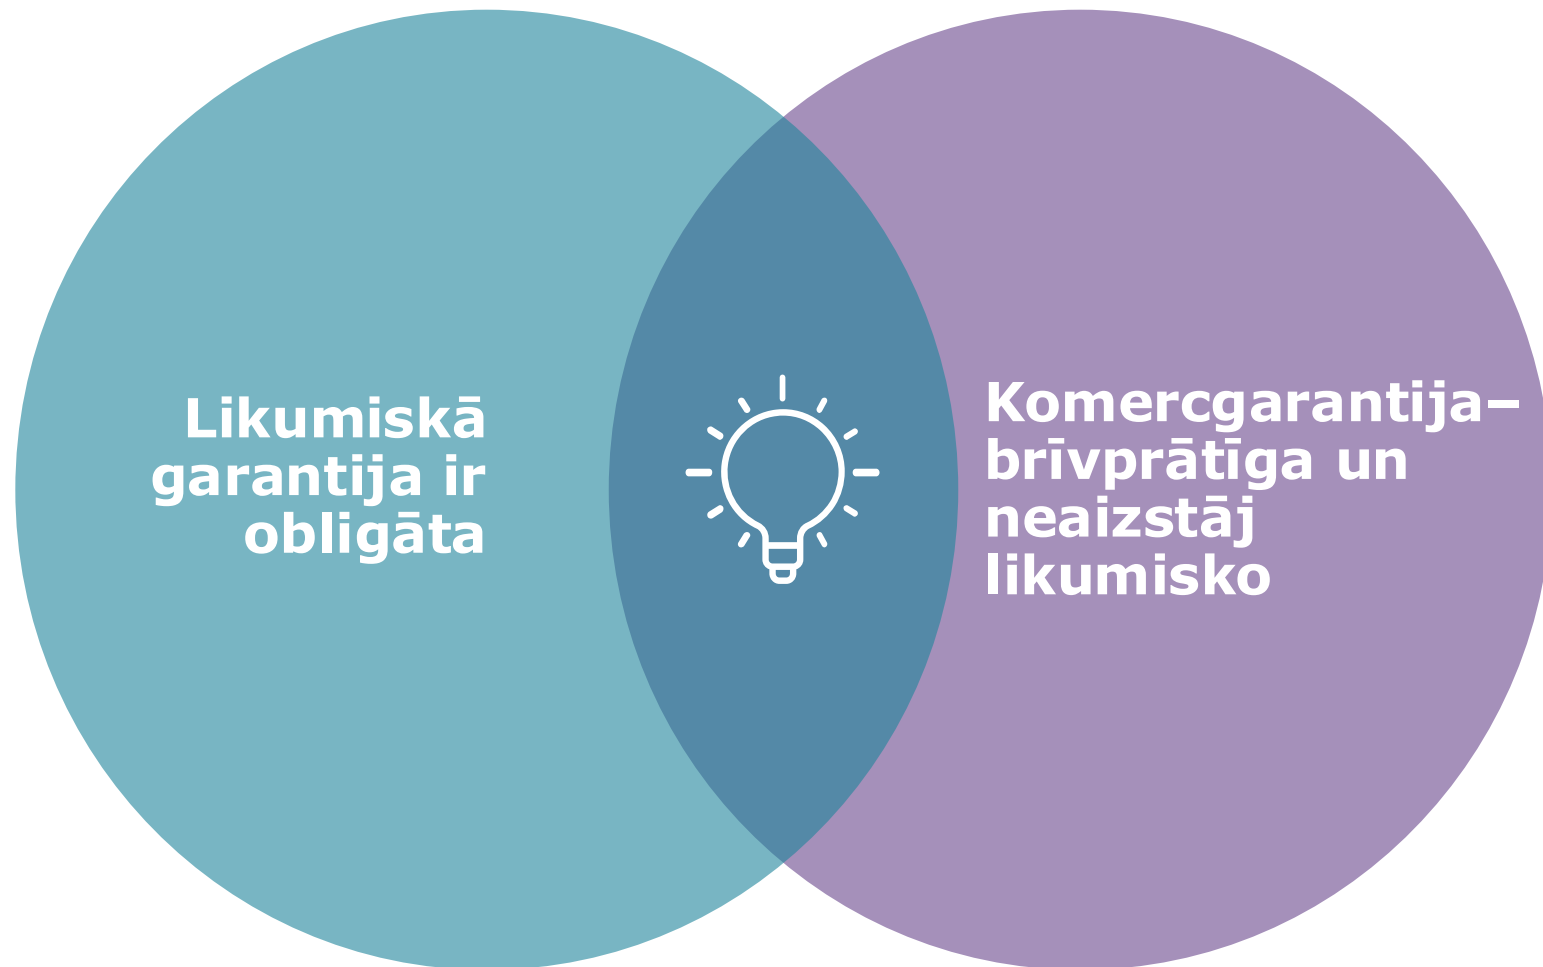 Likumiskā
garantija ir
obligāta
Komercgarantija–
brīvprātīga un
neaizstāj
likumisko